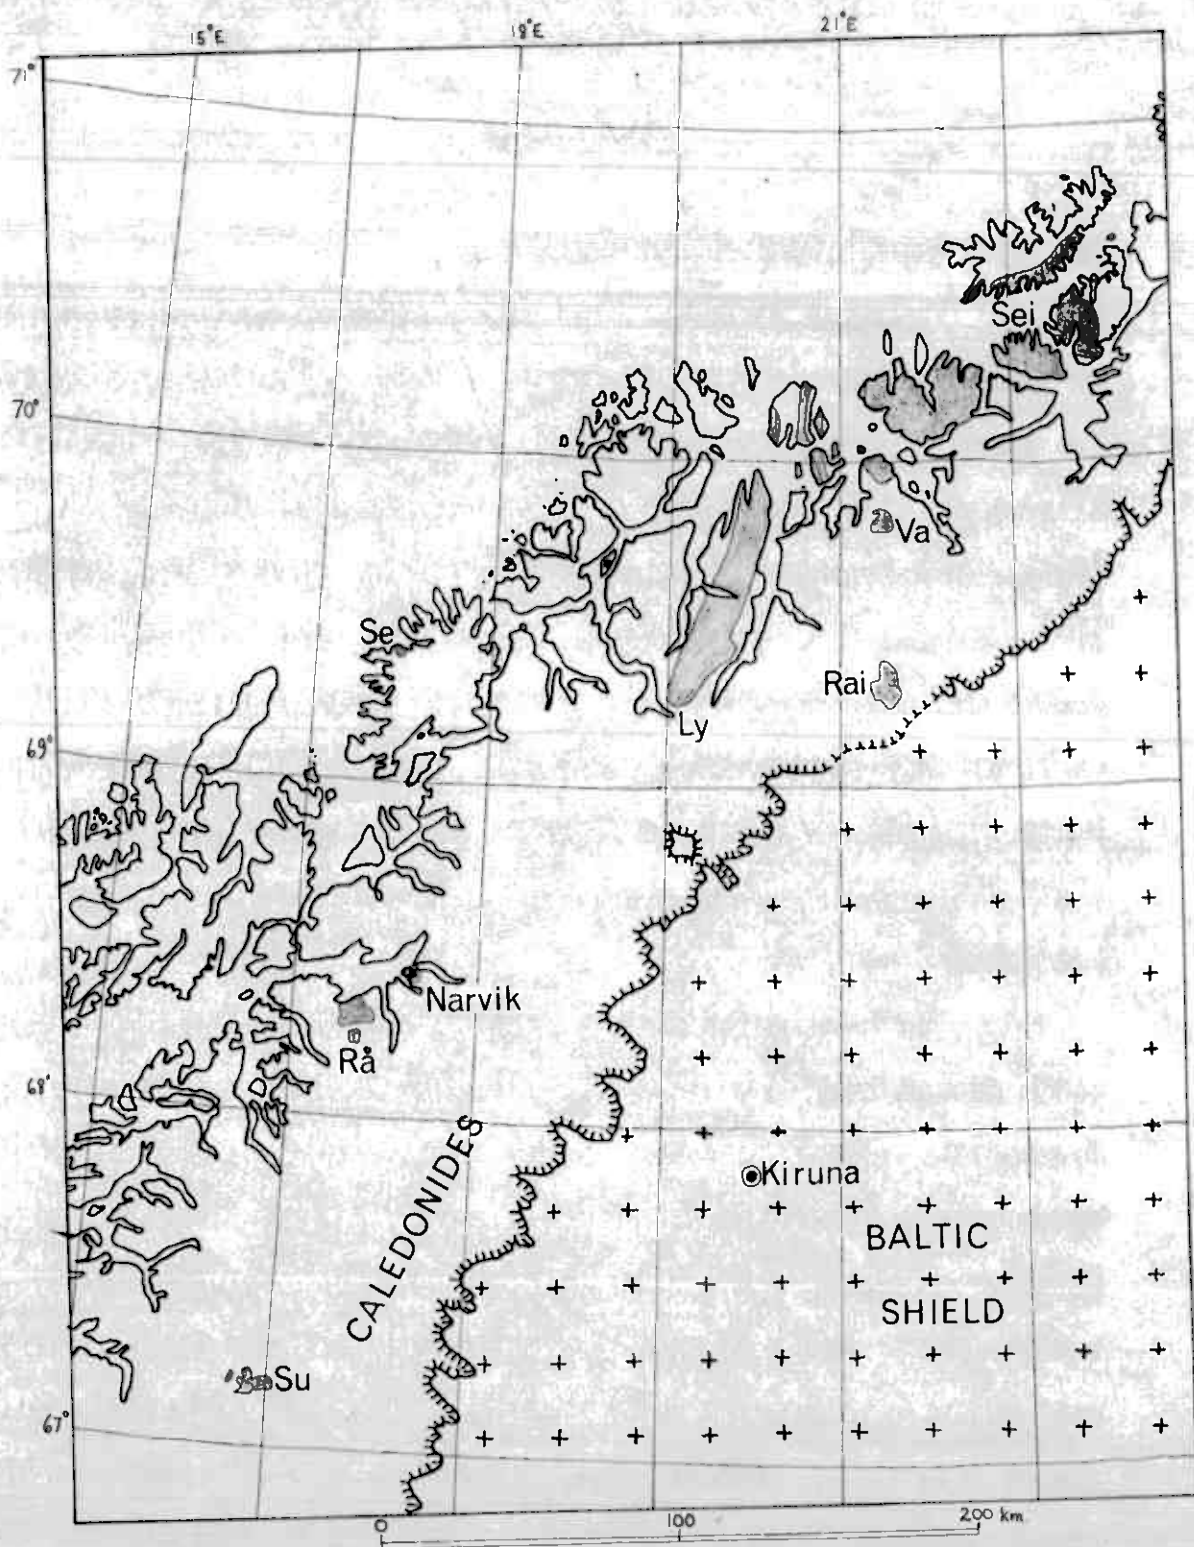 15°E
18°E
21°E
71°
Sei
70°
Va
Se
Rai
Ly
69°
Narvik
Rå
68°
CALEDONIDES
Kiruna
BALTIC
SHIELD
Su
67°
0
100
200 km